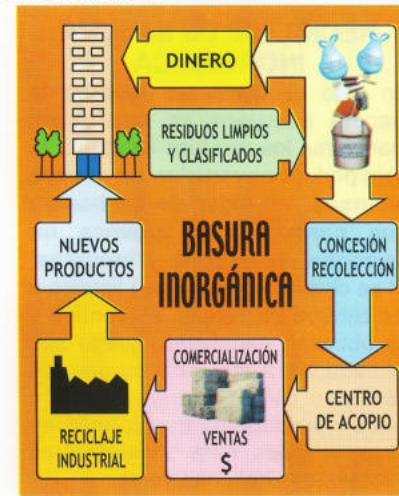 DINERO
RESIDUOS LIMPIOS
Y CLASIFICADOS
BASURA
INORGÁNICA
NUEVOS
PRODUCTOS
CONCESIÓN
RECOLECCIÓN
COMERCIALIZACIÓN
VENTAS
$
CENTRO
DE ACOPIO
RECICLAJE
INDUSTRIAL